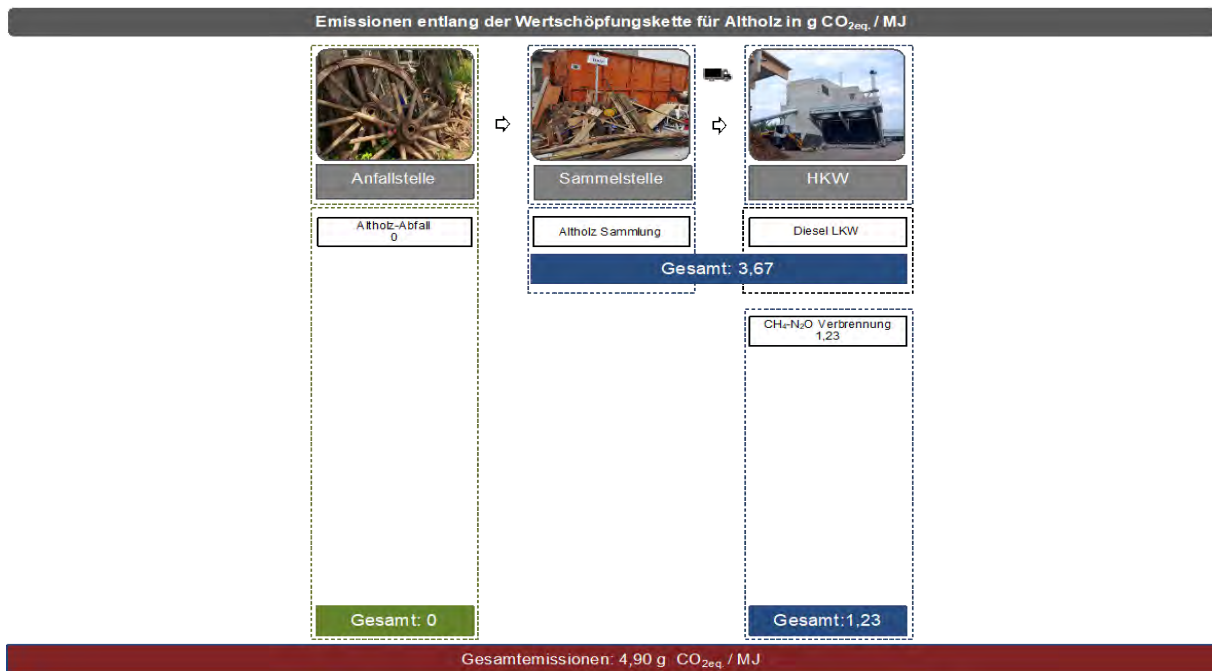 Emissionen entlang der Wertschöpfungskette für Altholz in g CO₂eq. / MJ
Anfallstelle
Sammelstelle
HKW
Altholz-Abfall
0
Altholz Sammlung
Diesel LKW
Gesamt: 3,67
CH₄-N₂O Verbrennung
1,23
Gesamt: 0
Gesamt:1,23
Gesamtemissionen: 4,90 g CO₂eq. / MJ